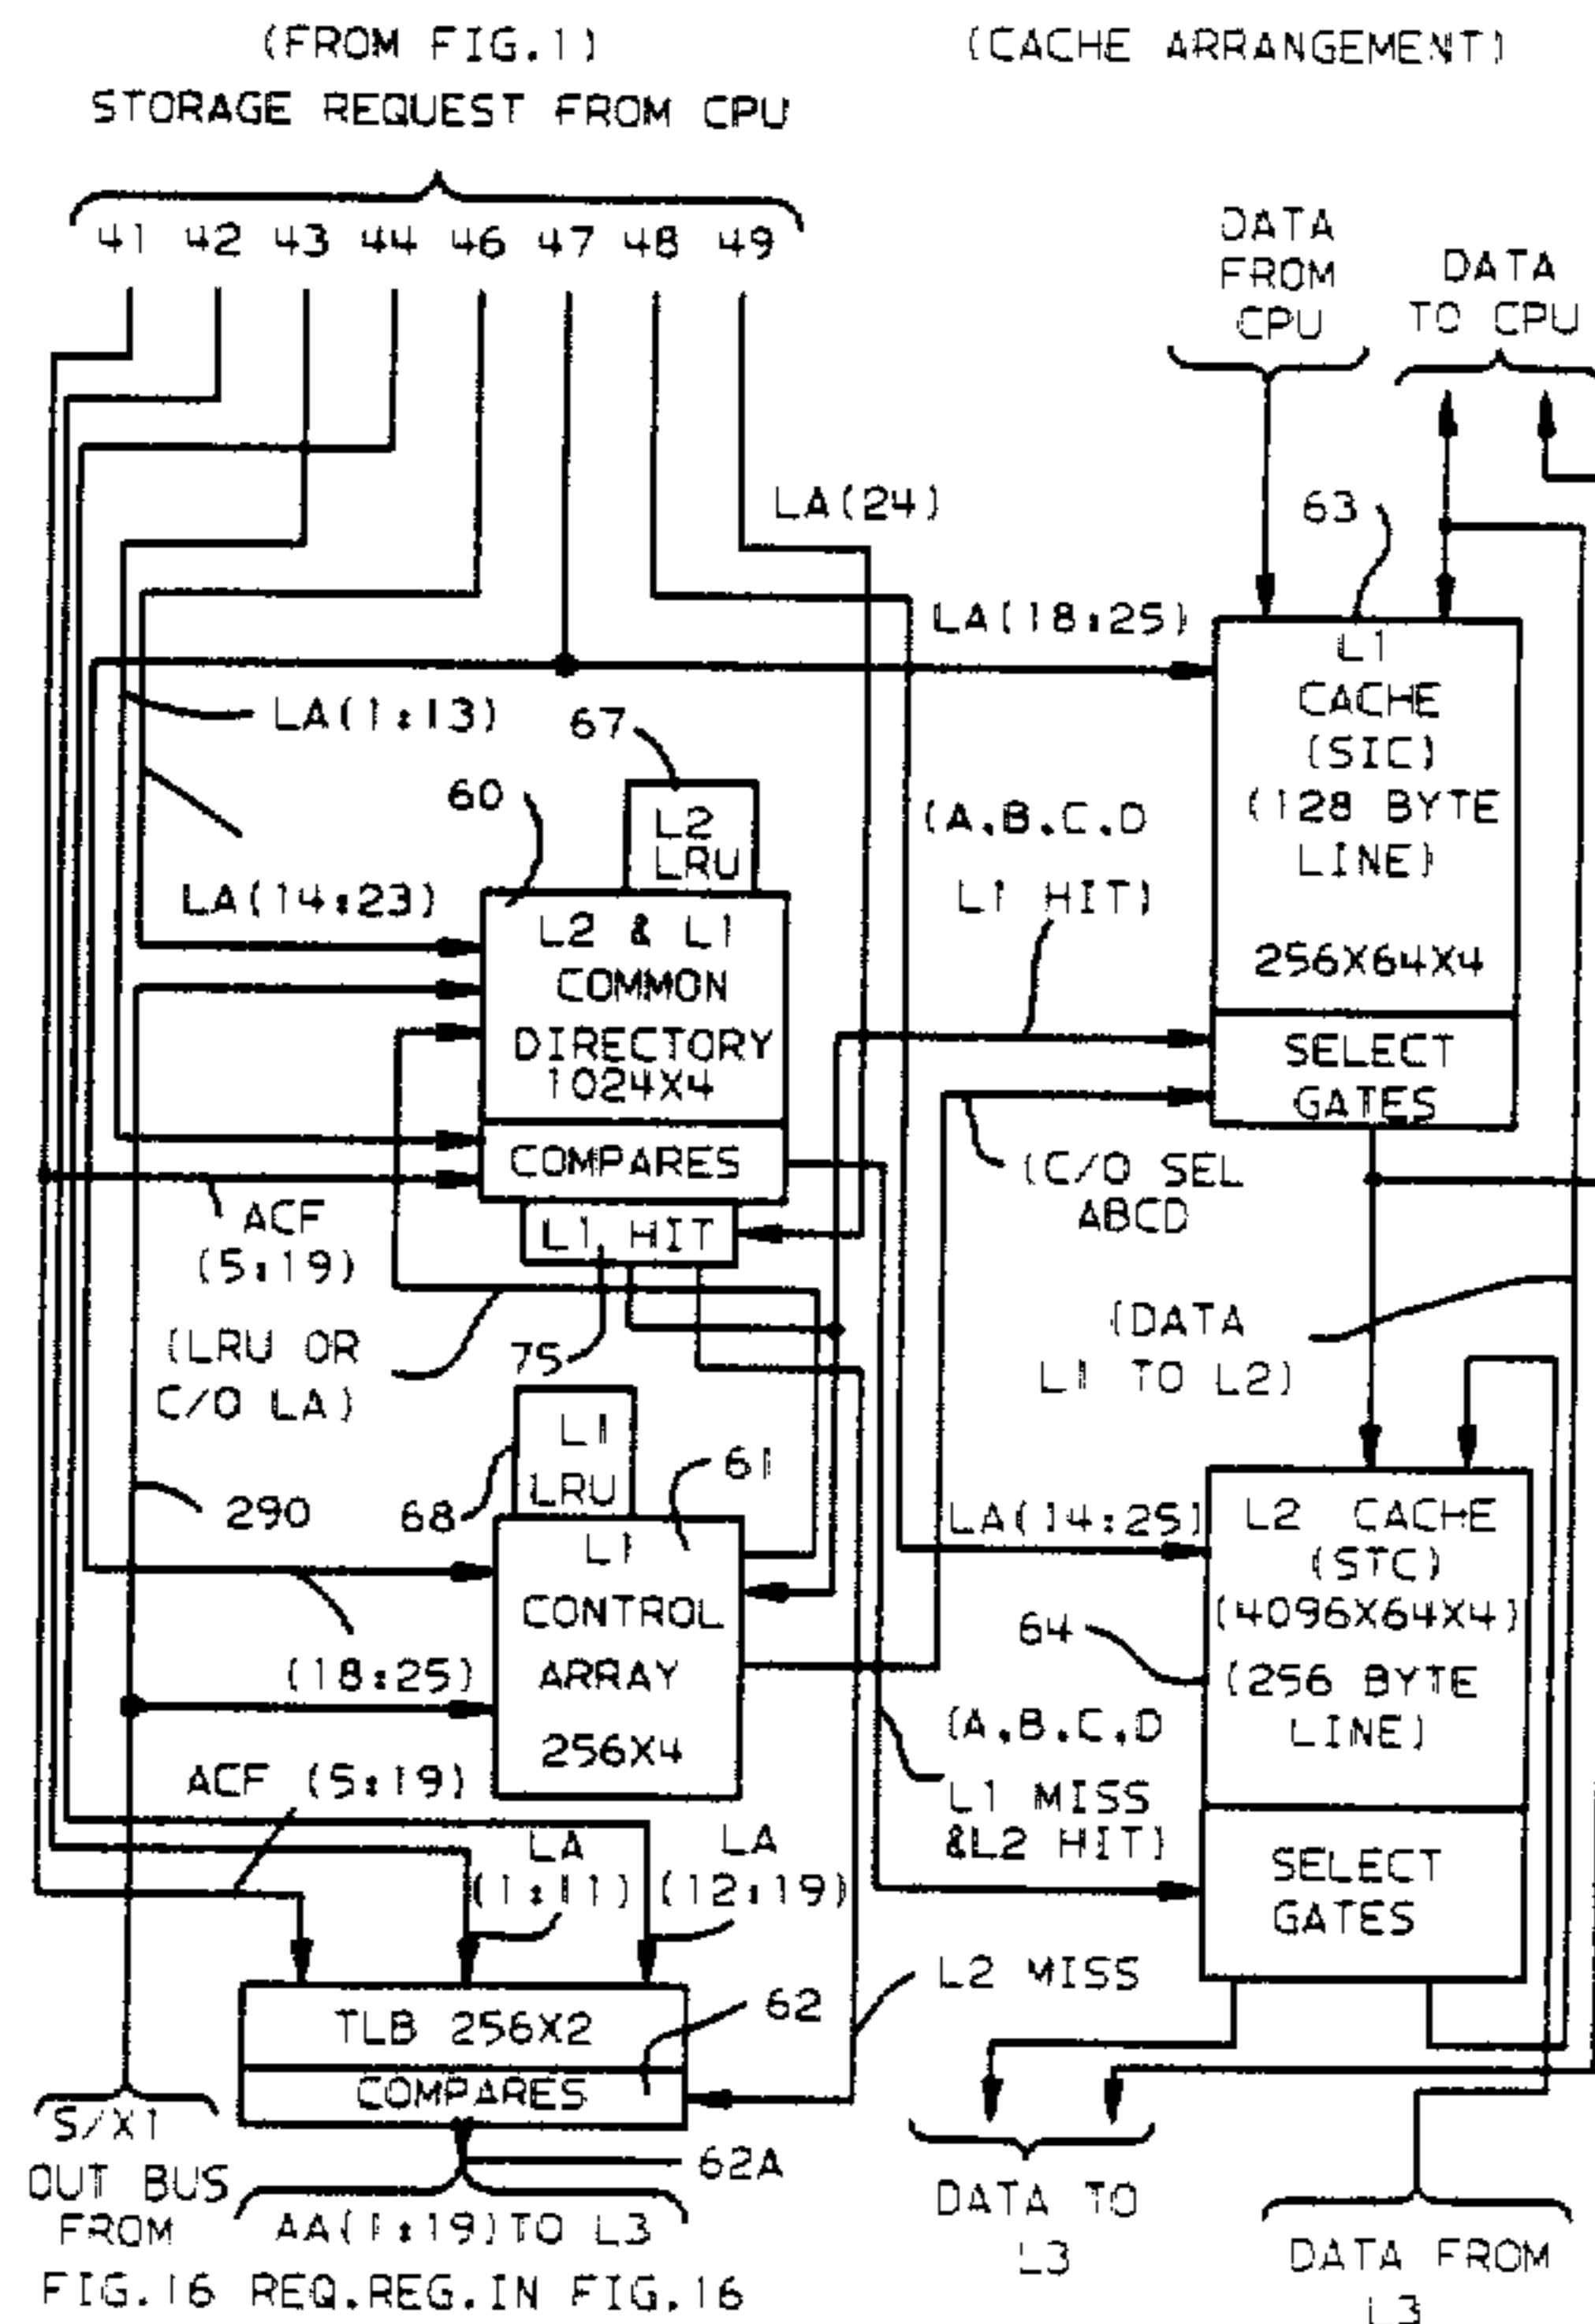 (FROM FIG.1)
(CACHE ARRANGEMENT)
STORAGE REQUEST FROM CPU
41 42 43 44 46 47 48 49
DATA
FROM
CPU
DATA
TO CPU
LA(24)
63
LA(18:25)
L1
CACHE
(SIC)
(128 BYTE
LINE)
256X64X4
SELECT
GATES
LA(1:13)
67
60
L2
LRU
(A.B.C.D
L1 HIT)
LA(14:23)
L2 & L1
COMMON
DIRECTORY
1024X4
COMPARES
L1 HIT
(C/O SEL
ABCD
ACF
(5:19)
(LRU OR
C/O LA)
75
(DATA
L1 TO L2)
L1
LRU
68
61
290
L1
CONTROL
ARRAY
256X4
(18:25)
LA(14:25)
L2 CACHE
(STC)
(4096X64X4)
(256 BYTE
LINE)
64
SELECT
GATES
(A.B.C.D
L1 MISS
&L2 HIT)
ACF (5:19)
LA
(1:11)
LA
(12:19)
L2 MISS
TLB 256X2
62
COMPARES
S/X1
OUT BUS
FROM
FIG.16
62A
AA(1:19)TO L3
REQ.REG.IN FIG.16
DATA TO
L3
DATA FROM
L3